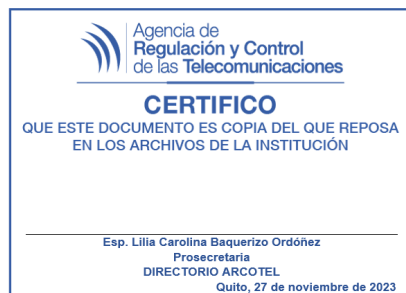 Agencia de
Regulación y Control
de las Telecomunicaciones
CERTIFICO
QUE ESTE DOCUMENTO ES COPIA DEL QUE REPOSA
EN LOS ARCHIVOS DE LA INSTITUCIÓN
Esp. Lilia Carolina Baquerizo Ordóñez
Prosecretaria
DIRECTORIO ARCOTEL
Quito, 27 de noviembre de 2023